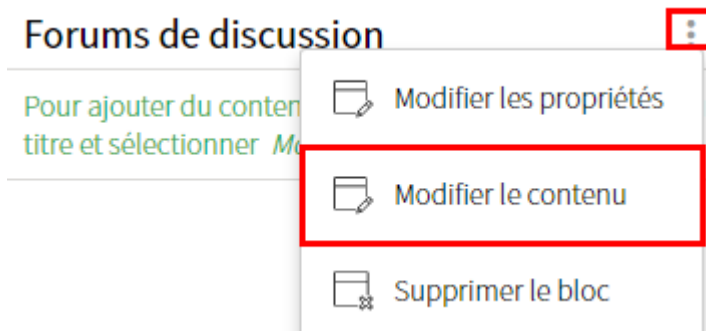 Forums de discussion
Pour ajouter du conten
titre et sélectionner
Modifier les propriétés
Modifier le contenu
Supprimer le bloc